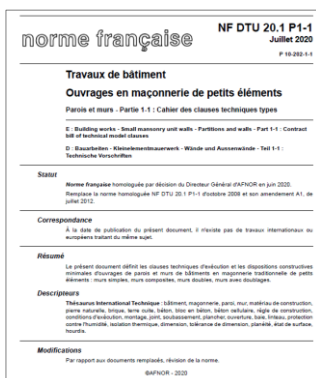 norme française
NF DTU 20.1 P1-1
Juillet 2020
P 10-202-1-1
Travaux de bâtiment
Ouvrages en maçonnerie de petits éléments
Parois et murs - Partie 1-1 : Cahier des clauses techniques types
E : Building works - Small masonry unit walls - Partitions and walls - Part 1-1 : Contract
bill of technical model clauses
D : Bauarbeiten - Kleinelementmauerwerk - Wände und Aussenwände - Teil 1-1 :
Technische Vorschriften
Statut
Norme française homologuée par décision du Directeur Général d'AFNOR en juin 2020.
Remplace la norme homologuée NF DTU 20.1 P1-1 d'octobre 2008 et son amendement A1, de
juillet 2012.
Correspondance
À la date de publication du présent document, il n'existe pas de travaux internationaux ou
européens traitant du même sujet.
Résumé
Le présent document définit les clauses techniques d'exécution et les dispositions constructives
minimales d'ouvrages de parois et murs de bâtiments en maçonnerie traditionnelle de petits
éléments : murs simples, murs composites, murs doubles, murs avec doublages.
Descripteurs
Thésaurus International Technique : bâtiment, maçonnerie, paroi, mur, matériau de construction,
pierre naturelle, brique, terre cuite, béton, bloc en béton, béton cellulaire, règle de construction,
conditions d'exécution, montage, joint, soubassement, plancher, ouverture, baie, linteau, protection
contre l'humidité, isolation thermique, dimension, tolérance de dimension, planéité, état de surface,
hourdis.
Modifications
Par rapport aux documents remplacés, révision de la norme.
©AFNOR - 2020